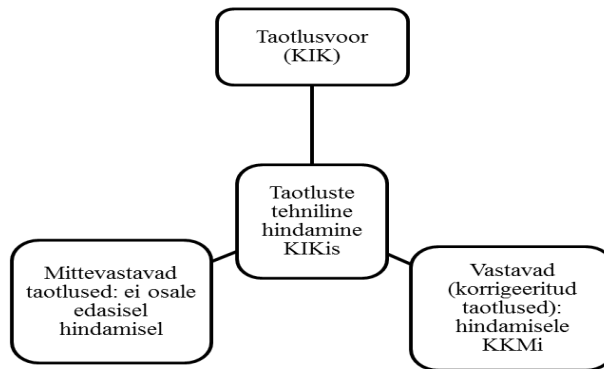 Taotlusvoor
(KIK)
Taotluste
tehniline
hindamine
KIKis
Mittevastavad
taotlused: ei osale
edasisel
hindamisel
Vastavad
(korrigeeritud
taotlused):
hindamisele
KKMi